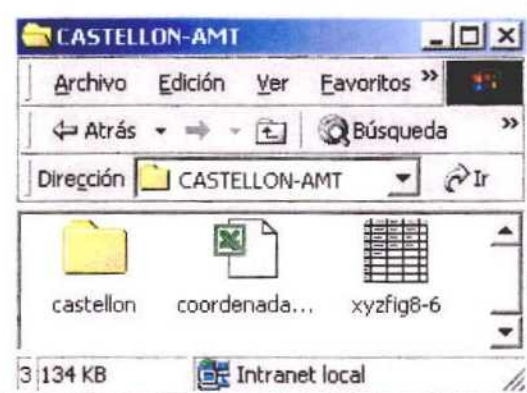 CASTELLON-AMT
Archivo Edición Ver Favoritos »
Atrás Búsqueda »
Dirección CASTELLON-AMT Ir
castellon coordenada... xyzfig8-6
3 134 KB Intranet local